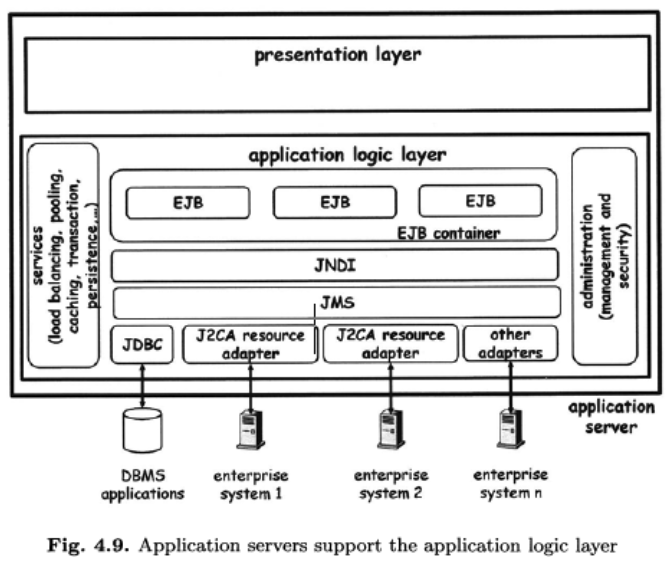 presentation layer
application logic layer
services
(load balancing, pooling,
caching, transaction,
persistence,...)
EJB
EJB
EJB
EJB container
JNDI
JMS
JDBC
J2CA resource
adapter
J2CA resource
adapter
other
adapters
administration
(management and
security)
application
server
DBMS
applications
enterprise
system 1
enterprise
system 2
enterprise
system n
Fig. 4.9. Application servers support the application logic layer